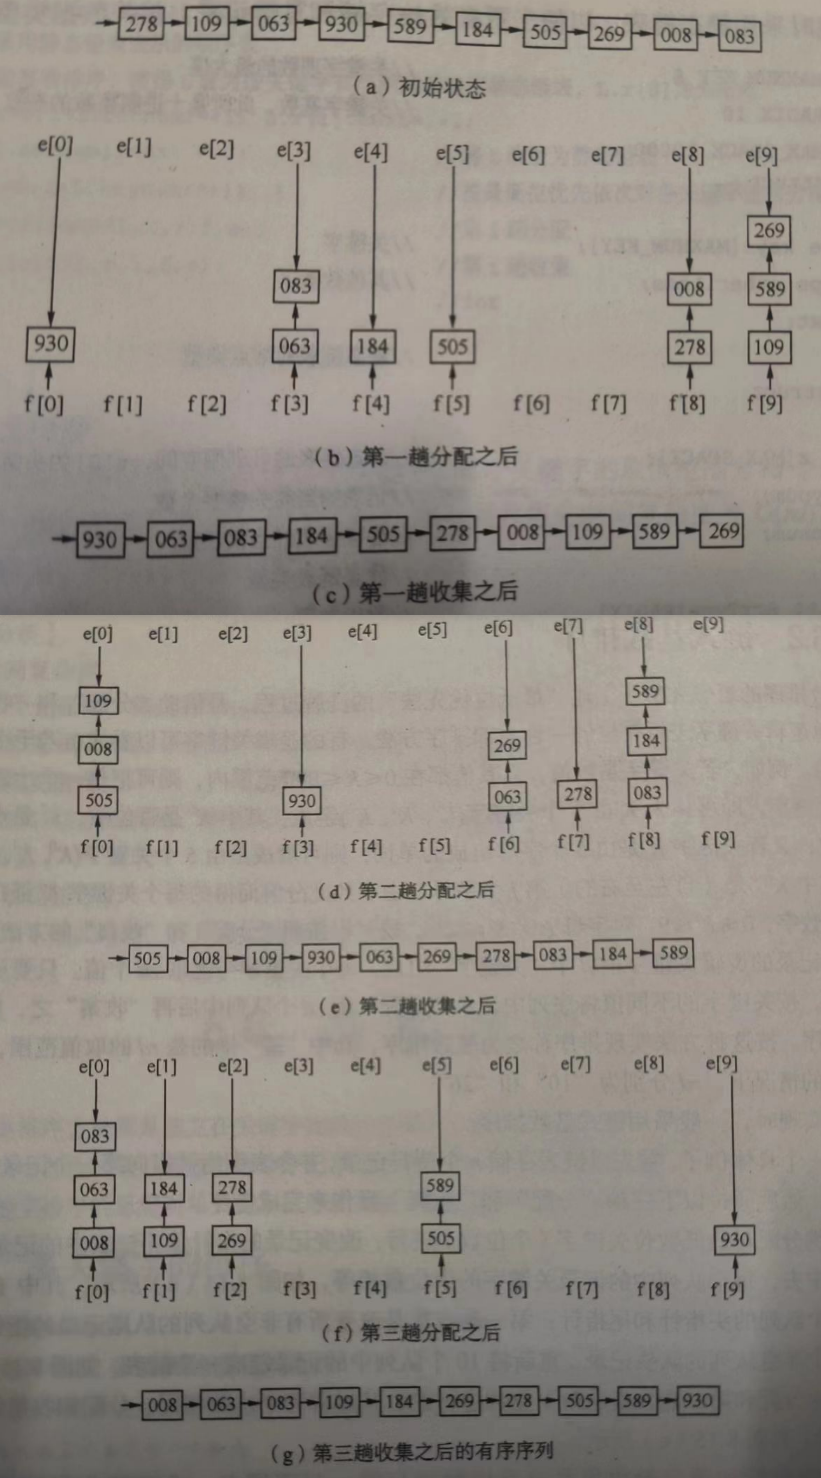 278 109 063 930 589 184 505 269 008 083
(a)初始状态
e[0] e[1] e[2] e[3] e[4] e[5] e[6] e[7] e[8] e[9]
269
083 008 589
930 063 184 505 278 109
f[0] f[1] f[2] f[3] f[4] f[5] f[6] f[7] f[8] f[9]
(b)第一趟分配之后
930 063 083 184 505 278 008 109 589 269
(c)第一趟收集之后
e[0] e[1] e[2] e[3] e[4] e[5] e[6] e[7] e[8] e[9]
109 589
008 269 184
505 930 063 278 083
f[0] f[1] f[2] f[3] f[4] f[5] f[6] f[7] f[8] f[9]
(d)第二趟分配之后
505 008 109 930 063 269 278 083 184 589
(e)第二趟收集之后
e[0] e[1] e[2] e[3] e[4] e[5] e[6] e[7] e[8] e[9]
083
063 184 278 589
008 109 269 505 930
f[0] f[1] f[2] f[3] f[4] f[5] f[6] f[7] f[8] f[9]
(f)第三趟分配之后
008 063 083 109 184 269 278 505 589 930
(g)第三趟收集之后的有序序列